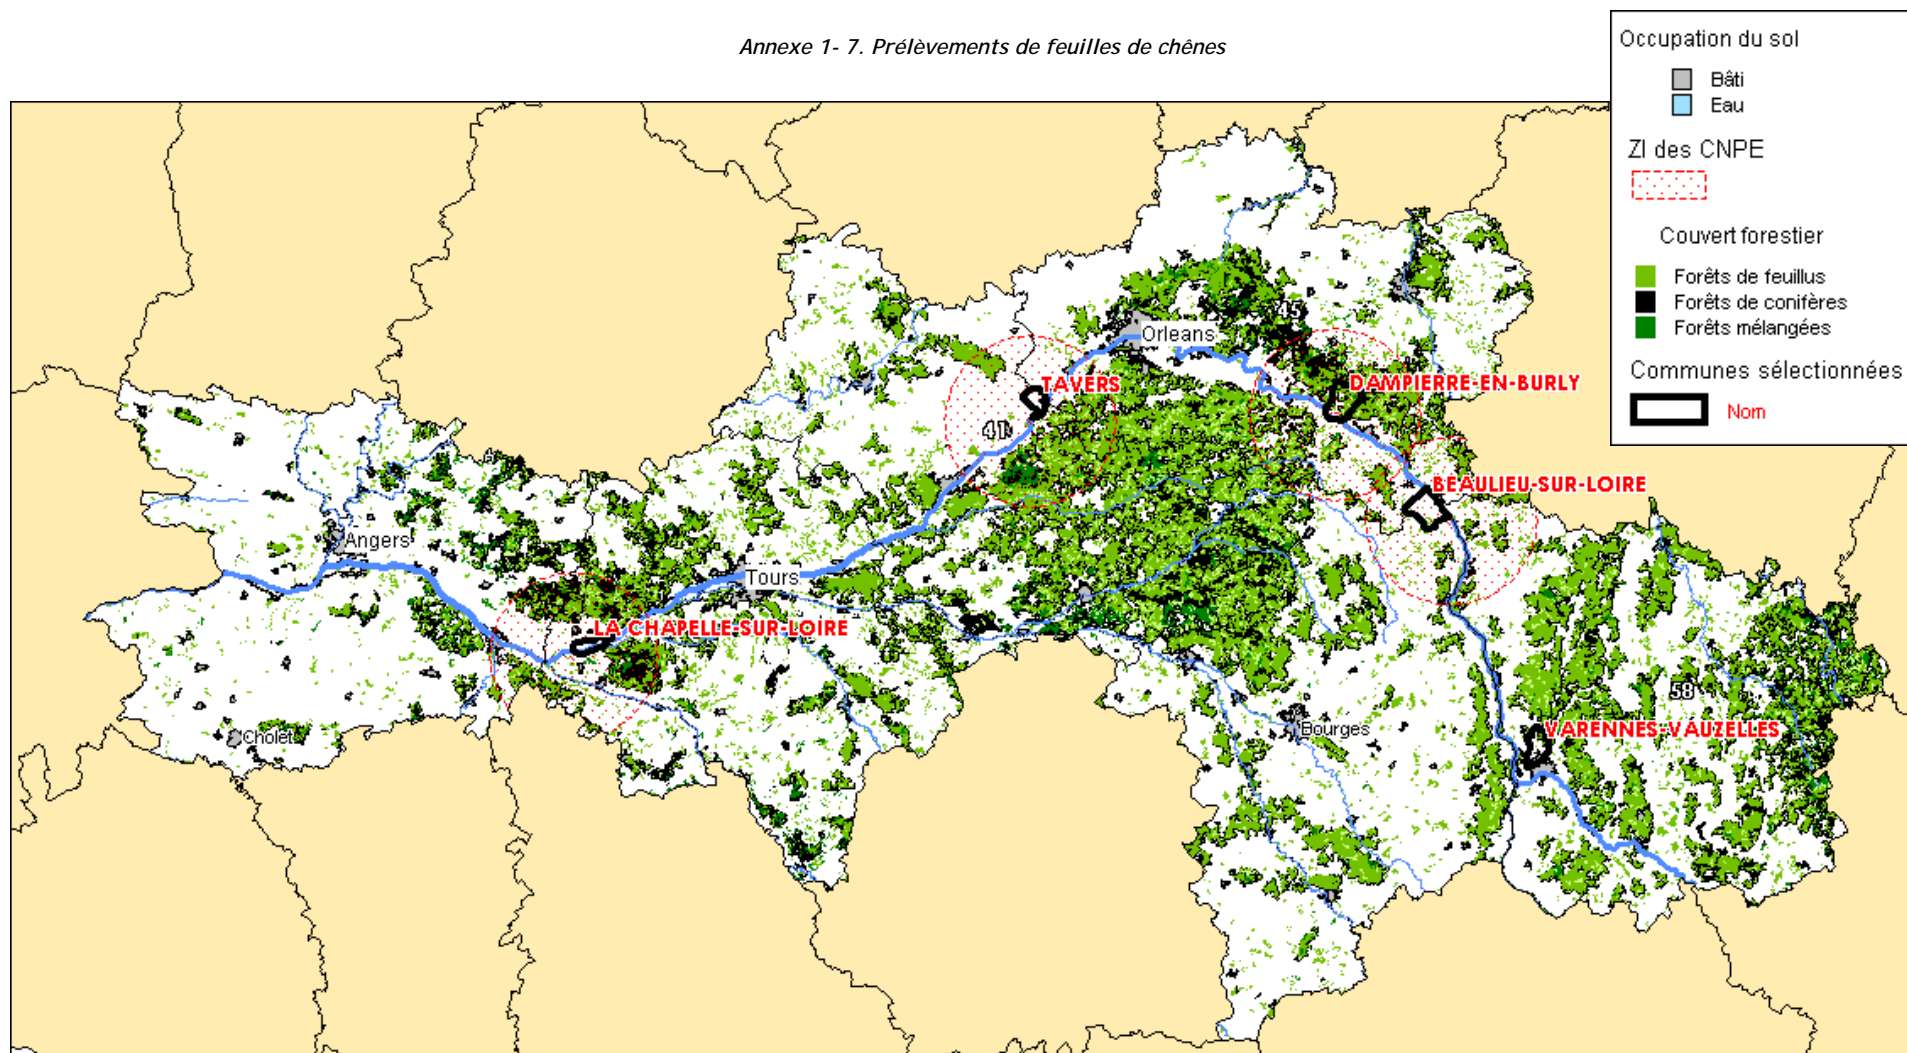 Annexe 1- 7. Prélèvements de feuilles de chênes
Occupation du sol
Bâti
Eau
ZI des CNPE
Couvert forestier
Forêts de feuillus
Forêts de conifères
Forêts mélangées
Communes sélectionnées
Nom
45
Orleans
TAVERS
DAMPIERRE-EN-BURLY
41
BEAULIEU-SUR-LOIRE
Angers
Tours
LA CHAPELLE-SUR-LOIRE
58
Cholet
Bourges
VARENNES-VAUZELLES